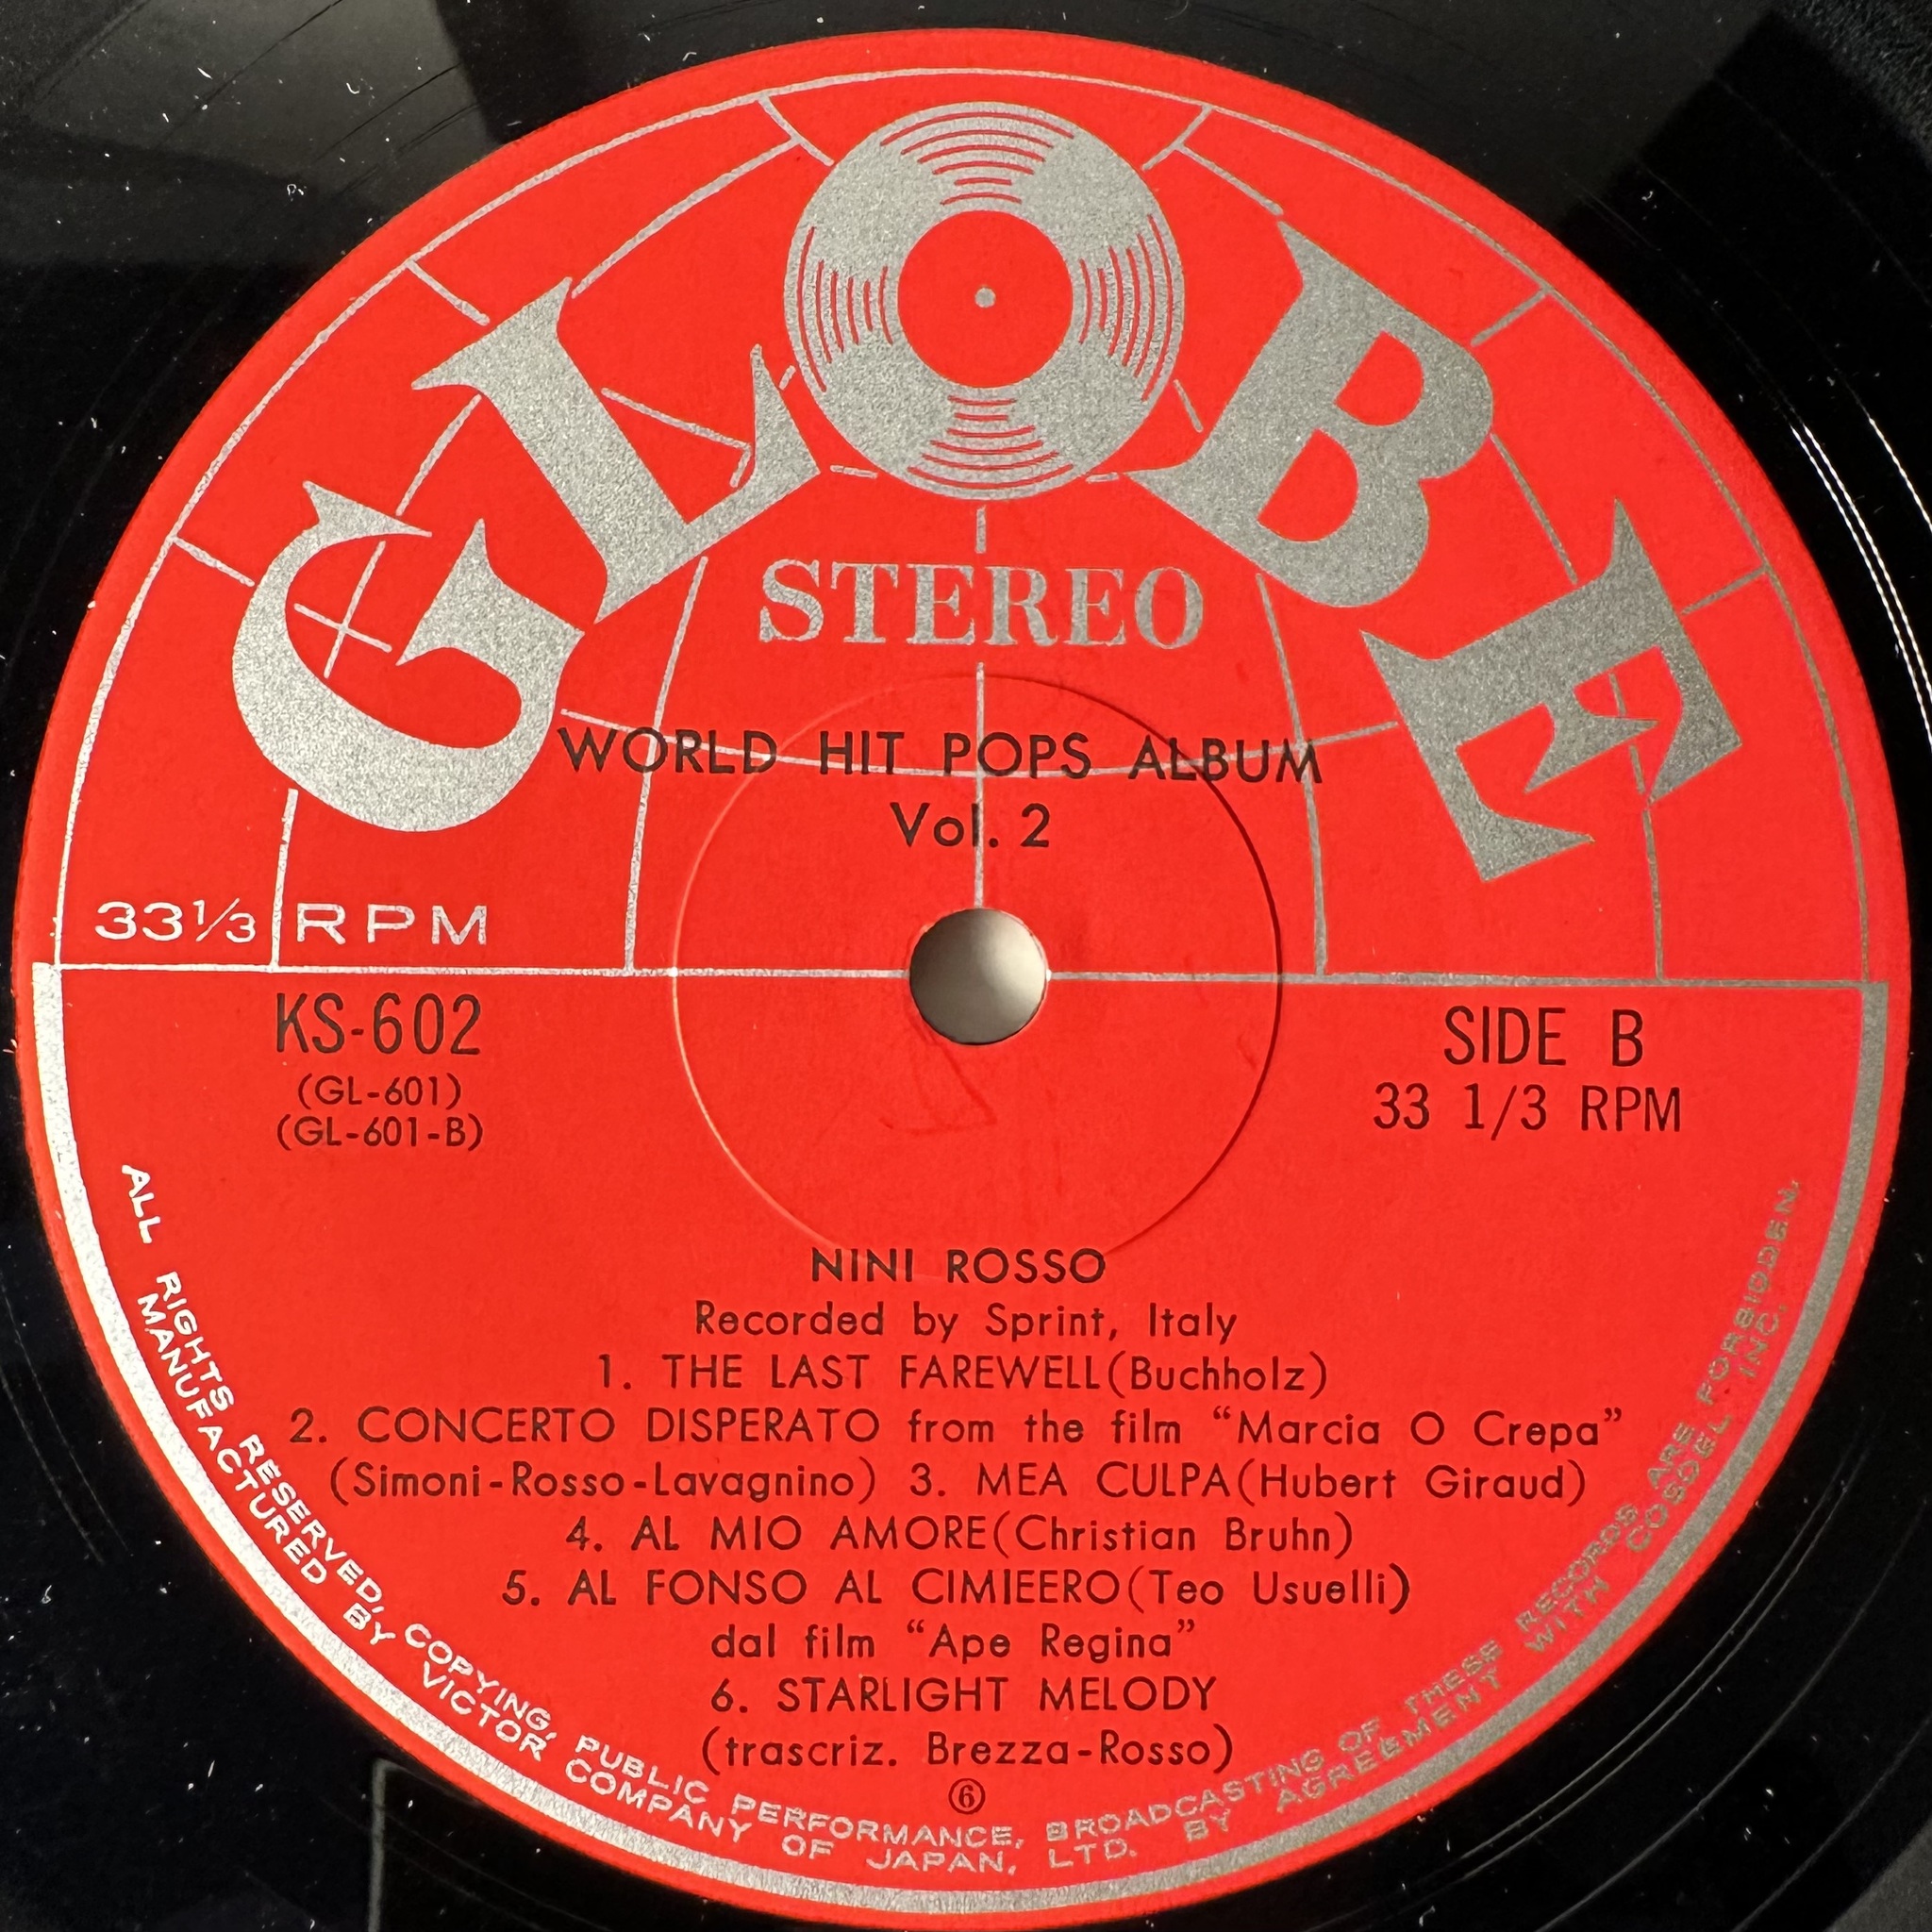 GLOBE
STEREO
WORLD HIT POPS ALBUM
Vol. 2
33⅓ RPM
KS-602
(GL-601)
(GL-601-B)
SIDE B
33 1/3 RPM
NINI ROSSO
Recorded by Sprint, Italy
1. THE LAST FAREWELL(Buchholz)
2. CONCERTO DISPERATO from the film “Marcia O Crepa”
(Simoni-Rosso-Lavagnino) 3. MEA CULPA(Hubert Giraud)
4. AL MIO AMORE(Christian Bruhn)
5. AL FONSO AL CIMIEERO(Teo Usuelli)
dal film “Ape Regina”
6. STARLIGHT MELODY
(trascriz. Brezza-Rosso)
⑥
ALL RIGHTS RESERVED, COPYING, PUBLIC PERFORMANCE, BROADCASTING OF THESE RECORDS ARE FORBIDDEN.
MANUFACTURED BY VICTOR COMPANY OF JAPAN, LTD. BY AGREEMENT WITH COSDEL INC.